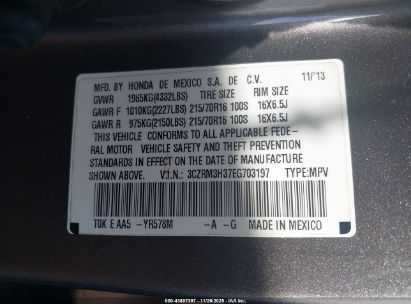 MFD. BY HONDA DE MEXICO S.A. DE C.V. 11/13
GVWR 1965KG(4332LBS) TIRE SIZE RIM SIZE
GAWR F 1010KG(2227LBS) 215/70R16 100S 16X6.5J
GAWR R 975KG(2150LBS) 215/70R16 100S 16X6.5J
THIS VEHICLE CONFORMS TO ALL APPLICABLE FEDE-
RAL MOTOR VEHICLE SAFETY AND THEFT PREVENTION
STANDARDS IN EFFECT ON THE DATE OF MANUFACTURE
SHOWN ABOVE. V.I.N.: 3CZRM3H37EG703197 TYPE:MPV
TDK E AA5 -YR578M -A -G MADE IN MEXICO